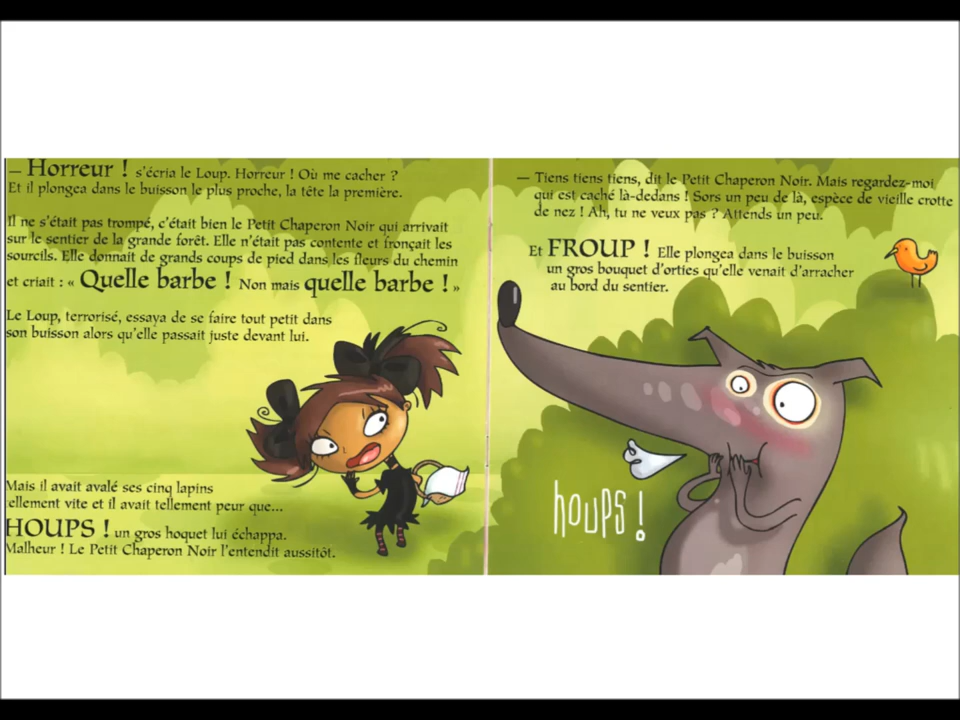 — Horreur ! s'écria le Loup. Horreur ! Où me cacher ?
Et il plongea dans le buisson le plus proche, la tête la première.
Il ne s'était pas trompé, c'était bien le Petit Chaperon Noir qui arrivait
sur le sentier de la grande forêt. Elle n'était pas contente et fronçait les
sourcils. Elle donnait de grands coups de pied dans les fleurs du chemin
et criait : « Quelle barbe ! Non mais quelle barbe ! »
Le Loup, terrorisé, essaya de se faire tout petit dans
son buisson alors qu'elle passait juste devant lui.
Mais il avait avalé ses cinq lapins
tellement vite et il avait tellement peur que...
HOUPS ! un gros hoquet lui échappa.
Malheur ! Le Petit Chaperon Noir l'entendit aussitôt.
— Tiens tiens tiens, dit le Petit Chaperon Noir. Mais regardez-moi
qui est caché là-dedans ! Sors un peu de là, espèce de vieille crotte
de nez ! Ah, tu ne veux pas ? Attends un peu.
Et FROUP ! Elle plongea dans le buisson
un gros bouquet d'orties qu'elle venait d'arracher
au bord du sentier.
houps !